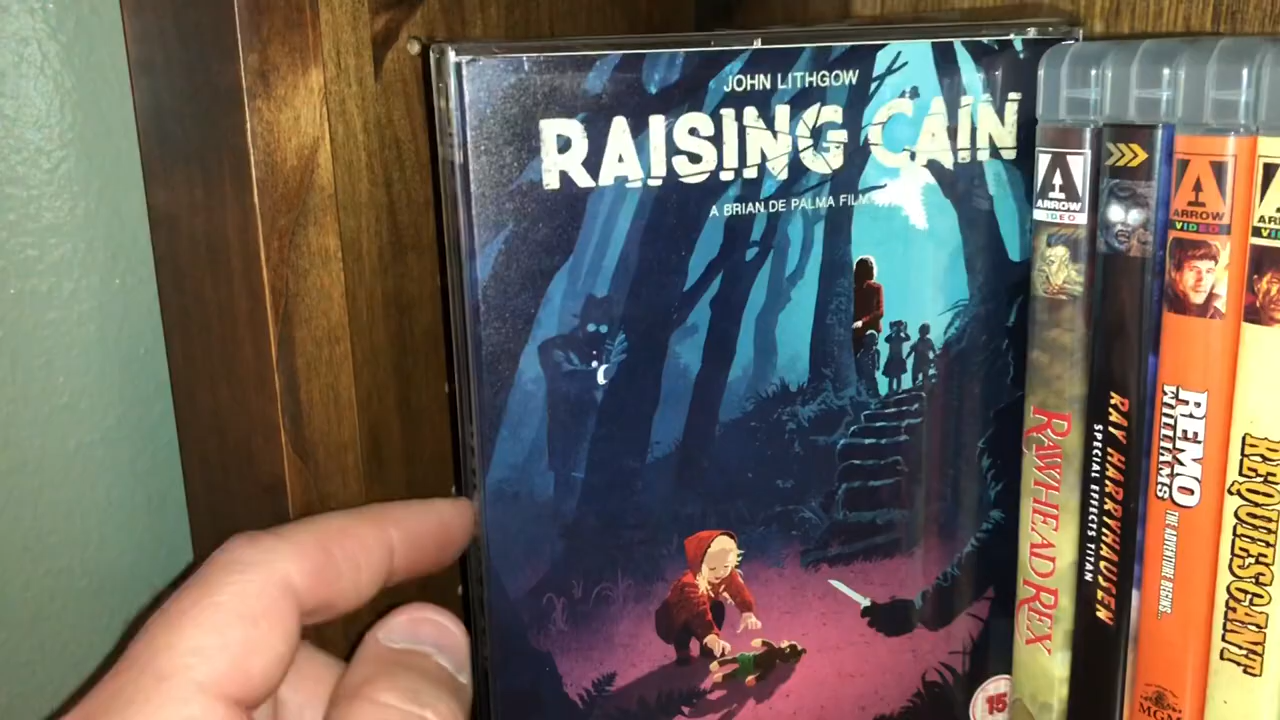 JOHN LITHGOW
RAISING CAIN
A BRIAN DE PALMA FILM
15
ARROW
VIDEO
RAWHEAD REX
RAY HARRYHAUSEN
SPECIAL EFFECTS TITAN
ARROW
VIDEO
REMO
WILLIAMS
THE ADVENTURE BEGINS...
MGM
REQUIESCANT